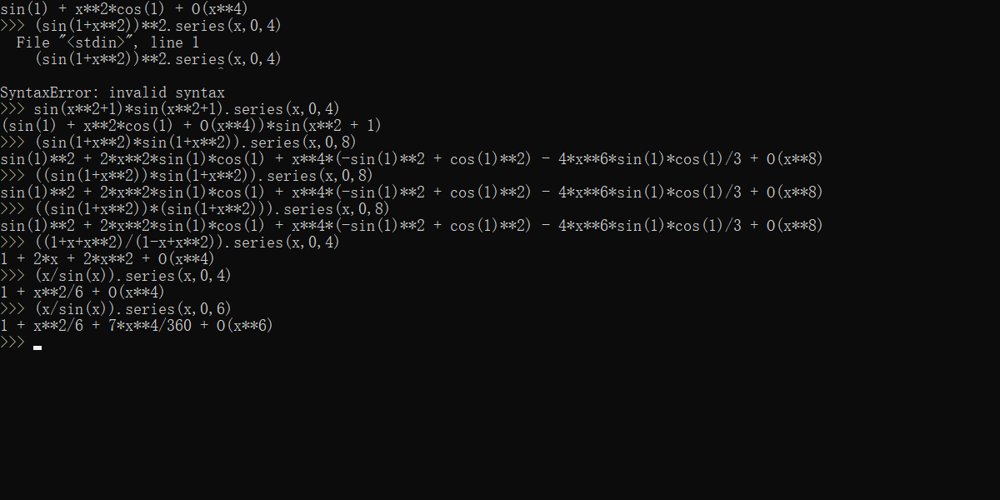 sin(1) + x**2*cos(1) + O(x**4)
>>> (sin(1+x**2))**2.series(x,0,4)
  File "<stdin>", line 1
    (sin(1+x**2))**2.series(x,0,4)
                          ^
SyntaxError: invalid syntax
>>> sin(x**2+1)*sin(x**2+1).series(x,0,4)
(sin(1) + x**2*cos(1) + O(x**4))*sin(x**2 + 1)
>>> (sin(1+x**2)*sin(1+x**2)).series(x,0,8)
sin(1)**2 + 2*x**2*sin(1)*cos(1) + x**4*(-sin(1)**2 + cos(1)**2) - 4*x**6*sin(1)*cos(1)/3 + O(x**8)
>>> ((sin(1+x**2))*sin(1+x**2)).series(x,0,8)
sin(1)**2 + 2*x**2*sin(1)*cos(1) + x**4*(-sin(1)**2 + cos(1)**2) - 4*x**6*sin(1)*cos(1)/3 + O(x**8)
>>> ((sin(1+x**2))*(sin(1+x**2))).series(x,0,8)
sin(1)**2 + 2*x**2*sin(1)*cos(1) + x**4*(-sin(1)**2 + cos(1)**2) - 4*x**6*sin(1)*cos(1)/3 + O(x**8)
>>> ((1+x+x**2)/(1-x+x**2)).series(x,0,4)
1 + 2*x + 2*x**2 + O(x**4)
>>> (x/sin(x)).series(x,0,4)
1 + x**2/6 + O(x**4)
>>> (x/sin(x)).series(x,0,6)
1 + x**2/6 + 7*x**4/360 + O(x**6)
>>>